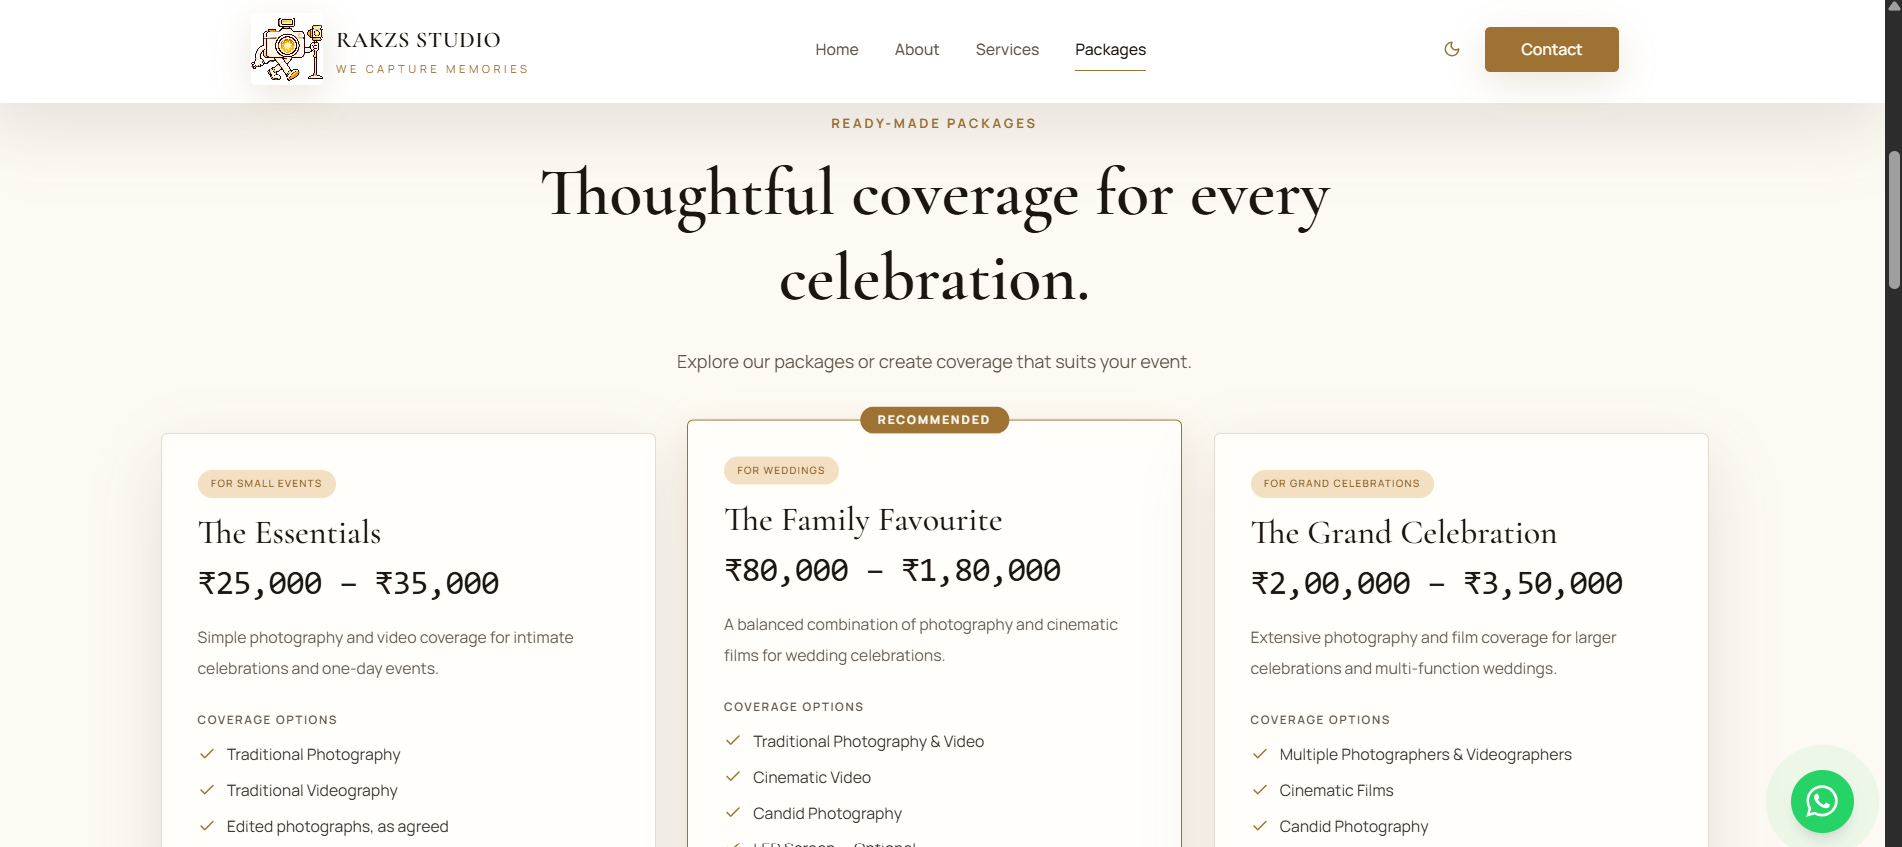 RAKZS STUDIO
WE CAPTURE MEMORIES
Home
About
Services
Packages
Contact
READY-MADE PACKAGES
Thoughtful coverage for every
celebration.
Explore our packages or create coverage that suits your event.
FOR SMALL EVENTS
The Essentials
₹25,000 – ₹35,000
Simple photography and video coverage for intimate
celebrations and one-day events.
COVERAGE OPTIONS
Traditional Photography
Traditional Videography
Edited photographs, as agreed
RECOMMENDED
FOR WEDDINGS
The Family Favourite
₹80,000 – ₹1,80,000
A balanced combination of photography and cinematic
films for wedding celebrations.
COVERAGE OPTIONS
Traditional Photography & Video
Cinematic Video
Candid Photography
FOR GRAND CELEBRATIONS
The Grand Celebration
₹2,00,000 – ₹3,50,000
Extensive photography and film coverage for larger
celebrations and multi-function weddings.
COVERAGE OPTIONS
Multiple Photographers & Videographers
Cinematic Films
Candid Photography